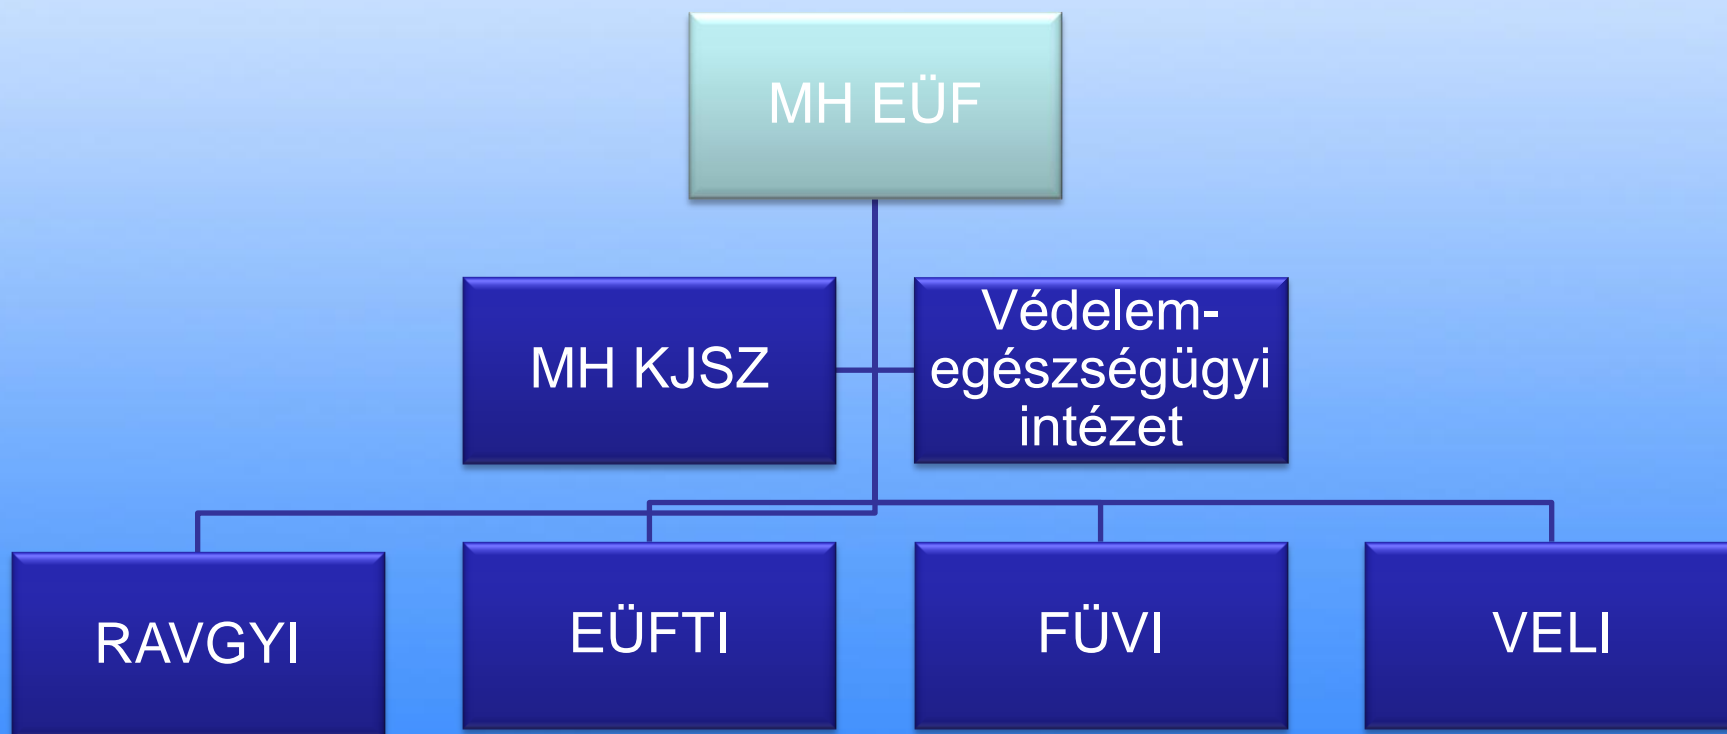 MH EÜF
MH KJSZ
Védelem-
egészségügyi
intézet
RAVGYI
EÜFTI
FÜVI
VELI